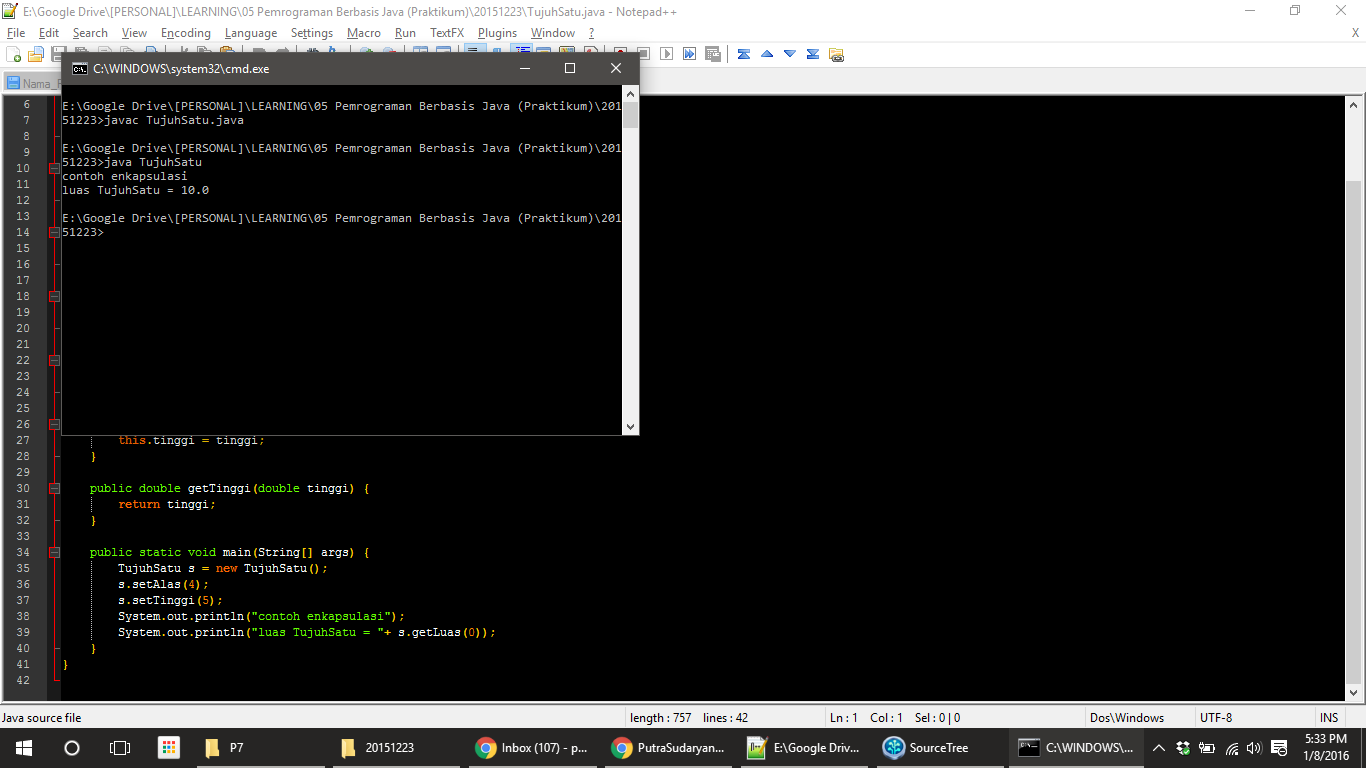 E:\Google Drive\[PERSONAL]\LEARNING\05 Pemrograman Berbasis Java (Praktikum)\20151223\TujuhSatu.java - Notepad++
File Edit Search View Encoding Language Settings Macro Run TextFX Plugins Window ? X
Nama_
C:\WINDOWS\system32\cmd.exe
E:\Google Drive\[PERSONAL]\LEARNING\05 Pemrograman Berbasis Java (Praktikum)\201
51223>javac TujuhSatu.java
E:\Google Drive\[PERSONAL]\LEARNING\05 Pemrograman Berbasis Java (Praktikum)\201
51223>java TujuhSatu
contoh enkapsulasi
luas TujuhSatu = 10.0
E:\Google Drive\[PERSONAL]\LEARNING\05 Pemrograman Berbasis Java (Praktikum)\201
51223>
6
7
8
9
10
11
12
13
14
15
16
17
18
19
20
21
22
23
24
25
26
27 this.tinggi = tinggi;
28 }
29
30 public double getTinggi(double tinggi) {
31 return tinggi;
32 }
33
34 public static void main(String[] args) {
35 TujuhSatu s = new TujuhSatu();
36 s.setAlas(4);
37 s.setTinggi(5);
38 System.out.println("contoh enkapsulasi");
39 System.out.println("luas TujuhSatu = "+ s.getLuas(0));
40 }
41 }
42
Java source file length : 757 lines : 42 Ln : 1 Col : 1 Sel : 0 | 0 Dos\Windows UTF-8 INS
P7 20151223 Inbox (107) - p... PutraSudaryan... E:\Google Driv... SourceTree C:\WINDOWS\... 5:33 PM
1/8/2016